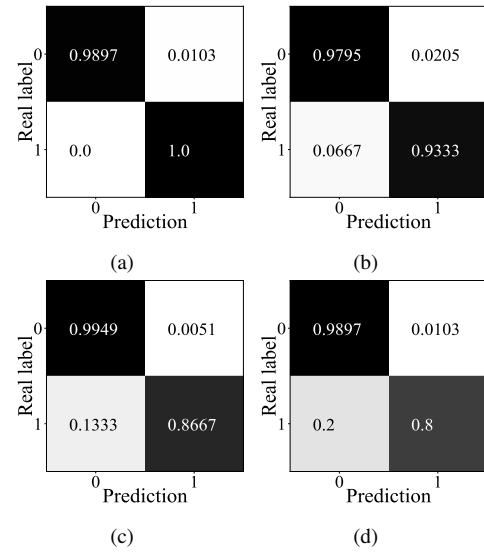 Real label
0
0.9897
0.0103
1
0.0
1.0
0
1
Prediction
(a)
Real label
0
0.9795
0.0205
1
0.0667
0.9333
0
1
Prediction
(b)
Real label
0
0.9949
0.0051
1
0.1333
0.8667
0
1
Prediction
(c)
Real label
0
0.9897
0.0103
1
0.2
0.8
0
1
Prediction
(d)